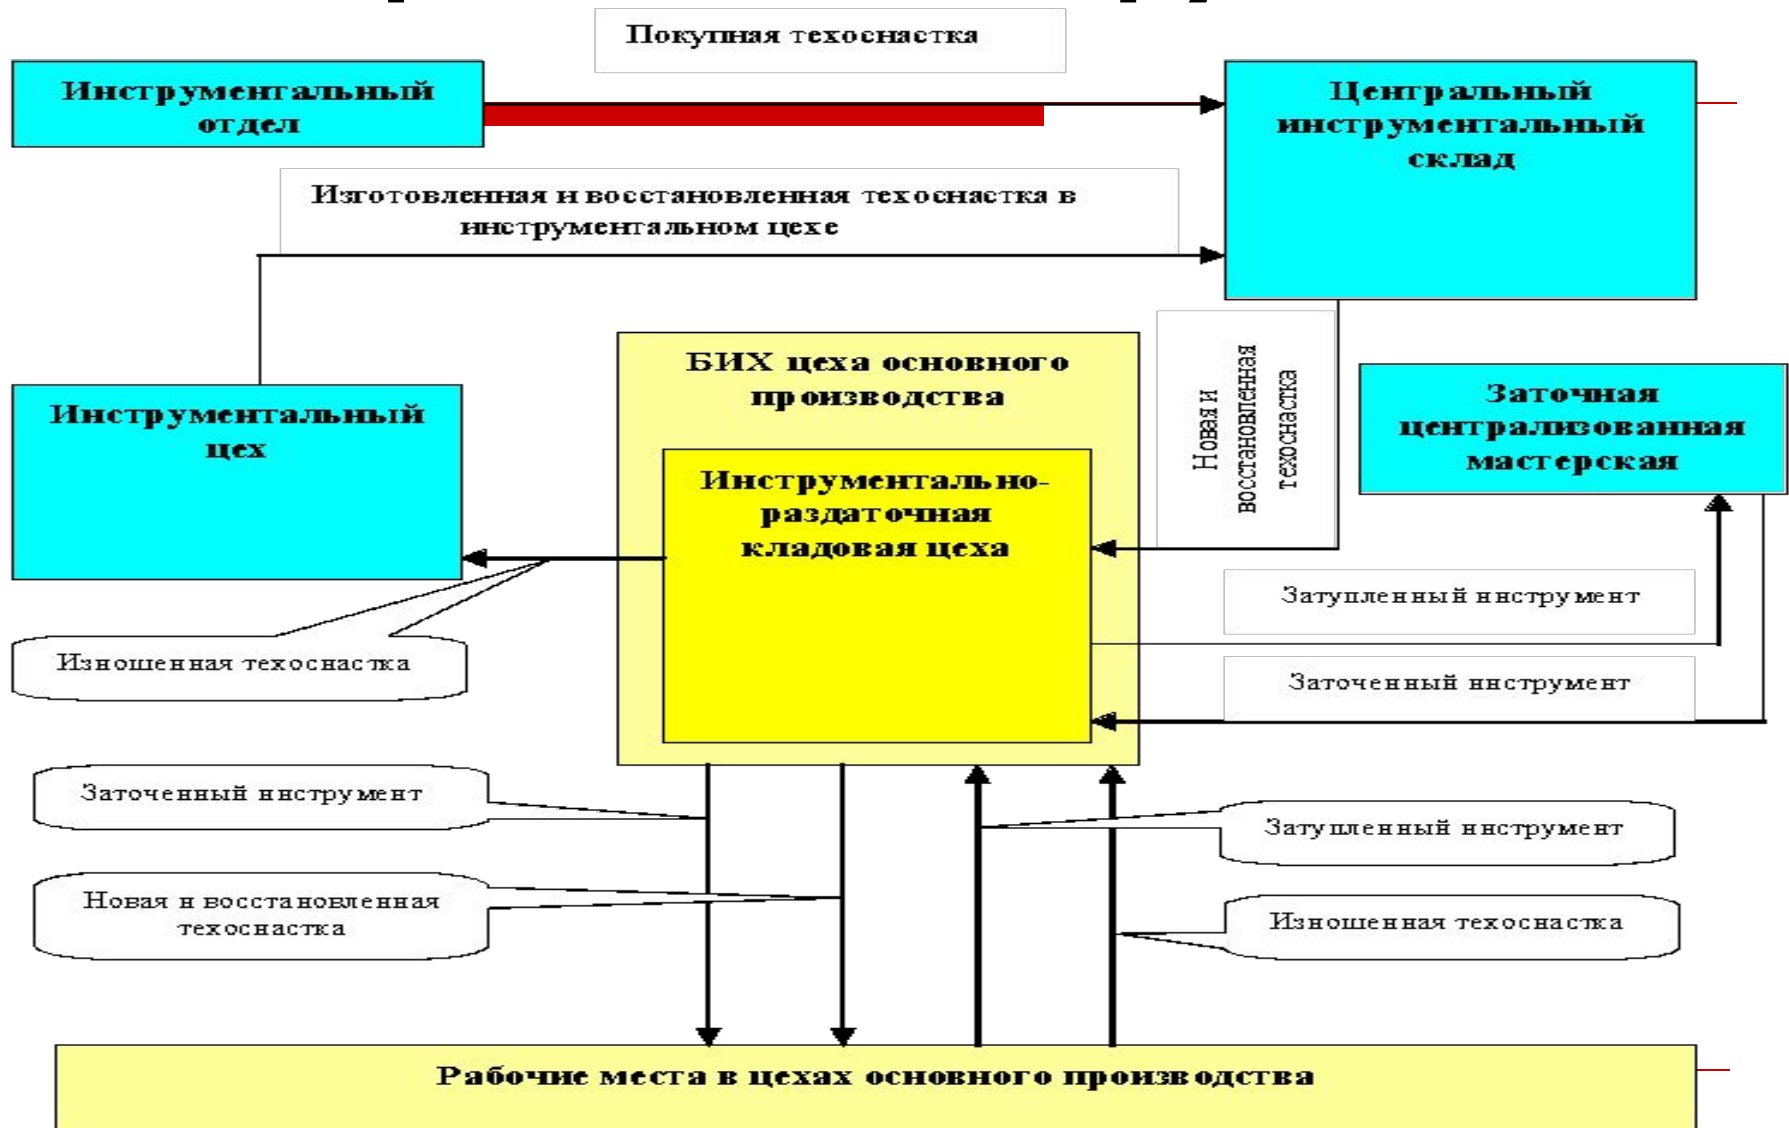 Покупная техоснастка
Инструментальный
отдел
Центральный
инструментальный
склад
Изготовленная и восстановленная техоснастка в
инструментальном цехе
БИХ цеха основного
производства
Новая и
восстановленная
техоснастка
Инструментальный
цех
Заточная
централизованная
мастерская
Инструментально-
раздаточная
кладовая цеха
Затупленный инструмент
Изношенная техоснастка
Заточенный инструмент
Заточенный инструмент
Затупленный инструмент
Новая и восстановленная
техоснастка
Изношенная техоснастка
Рабочие места в цехах основного производства